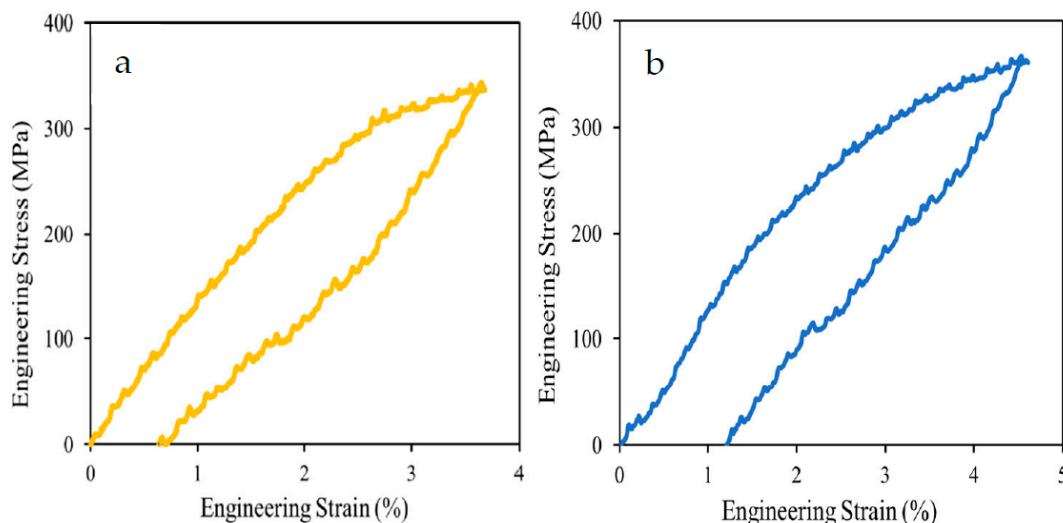 a
400
300
200
100
0
Engineering Stress (MPa)
0 1 2 3 4
Engineering Strain (%)
b
400
300
200
100
0
Engineering Stress (MPa)
0 1 2 3 4 5
Engineering Strain (%)